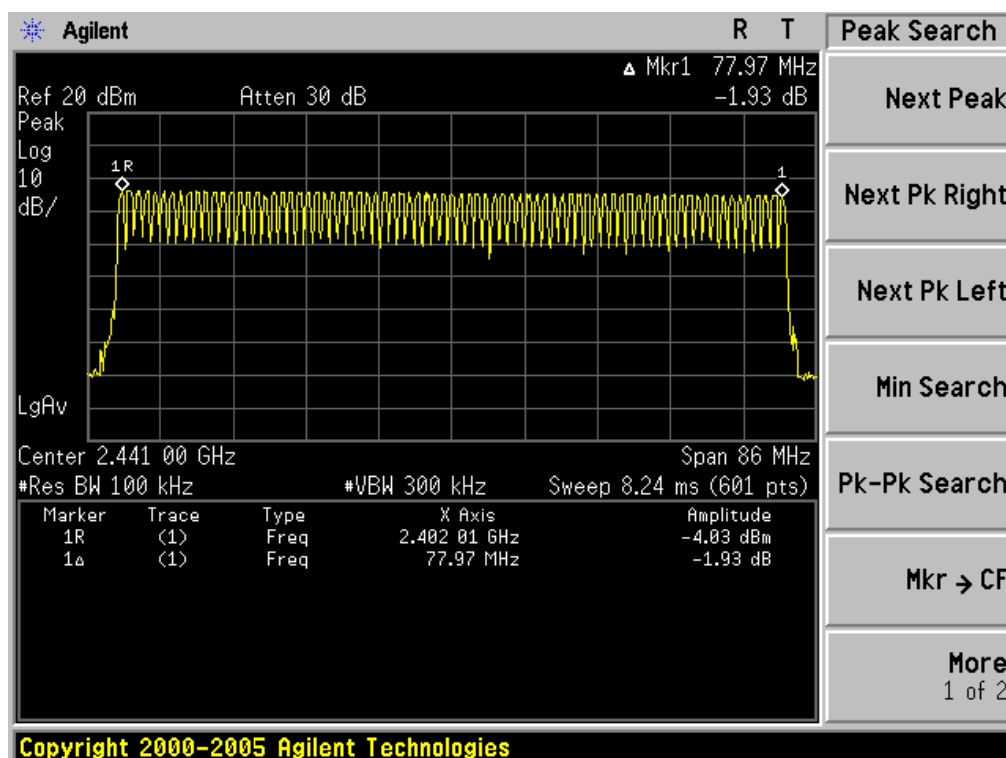 Agilent R T
Peak Search
Δ Mkr1 77.97 MHz
Ref 20 dBm Atten 30 dB -1.93 dB
Peak
Log
10
dB/
1R
1
LgAv
Center 2.441 00 GHz Span 86 MHz
#Res BW 100 kHz #VBW 300 kHz Sweep 8.24 ms (601 pts)
Marker Trace Type X Axis Amplitude
1R (1) Freq 2.402 01 GHz -4.03 dBm
1Δ (1) Freq 77.97 MHz -1.93 dB
Next Peak
Next Pk Right
Next Pk Left
Min Search
Pk-Pk Search
Mkr → CF
More
1 of 2
Copyright 2000-2005 Agilent Technologies